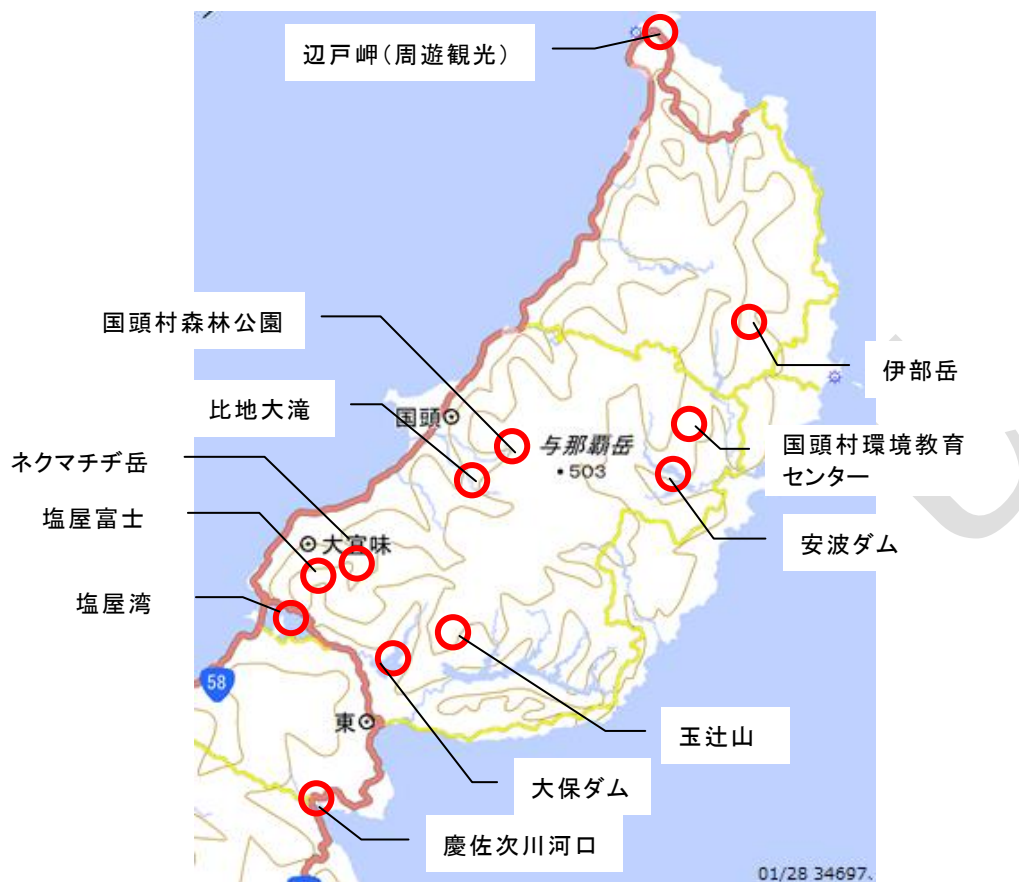 辺戸岬(周遊観光)
国頭村森林公園
伊部岳
比地大滝
国頭
与那覇岳
・503
国頭村環境教育
センター
ネクマチヂ岳
塩屋富士
大宜味
安波ダム
塩屋湾
58
東
玉辻山
大保ダム
慶佐次川河口
01/28 34697、